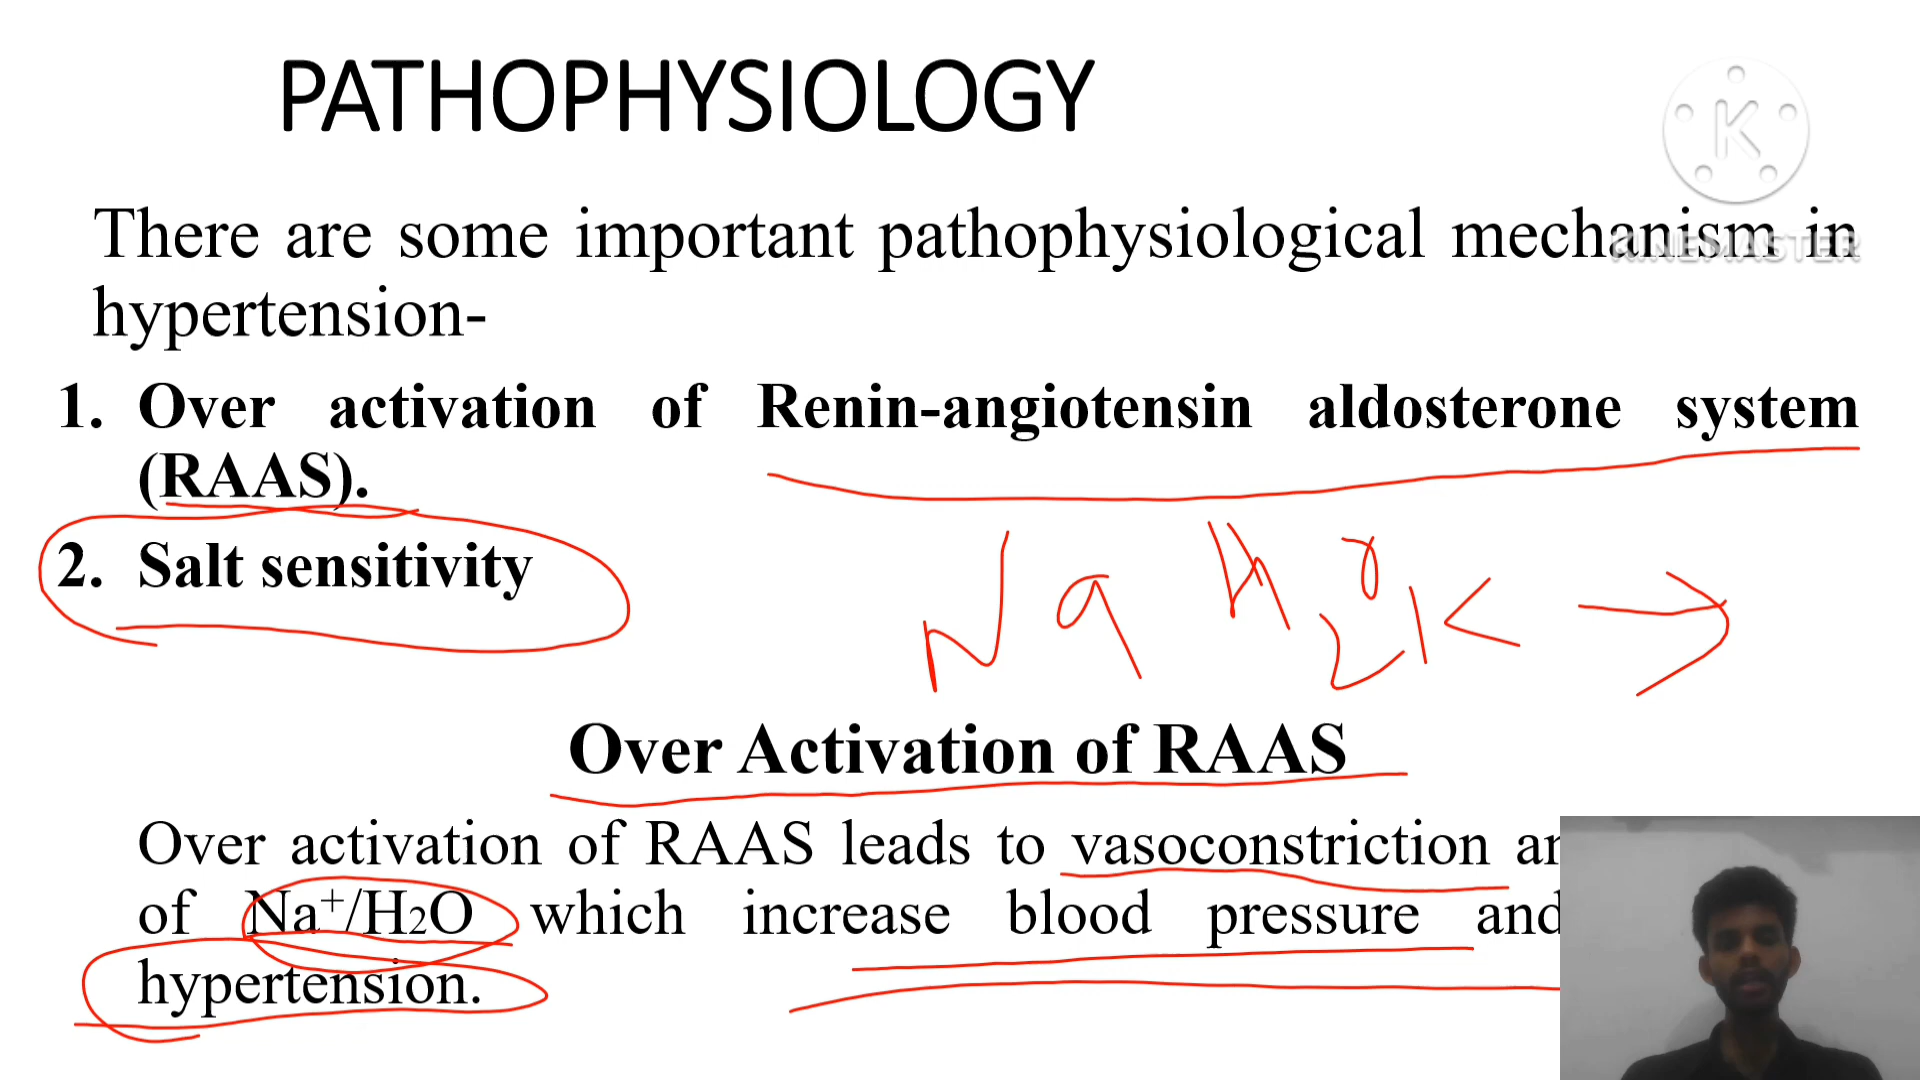 PATHOPHYSIOLOGY
K
KINEMASTER
There are some important pathophysiological mechanism in
hypertension-
1. Over activation of Renin-angiotensin aldosterone system
(RAAS).
2. Salt sensitivity
Na H2O K →
Over Activation of RAAS
Over activation of RAAS leads to vasoconstriction
of Na⁺/H2O which increase blood pressure and
hypertension.